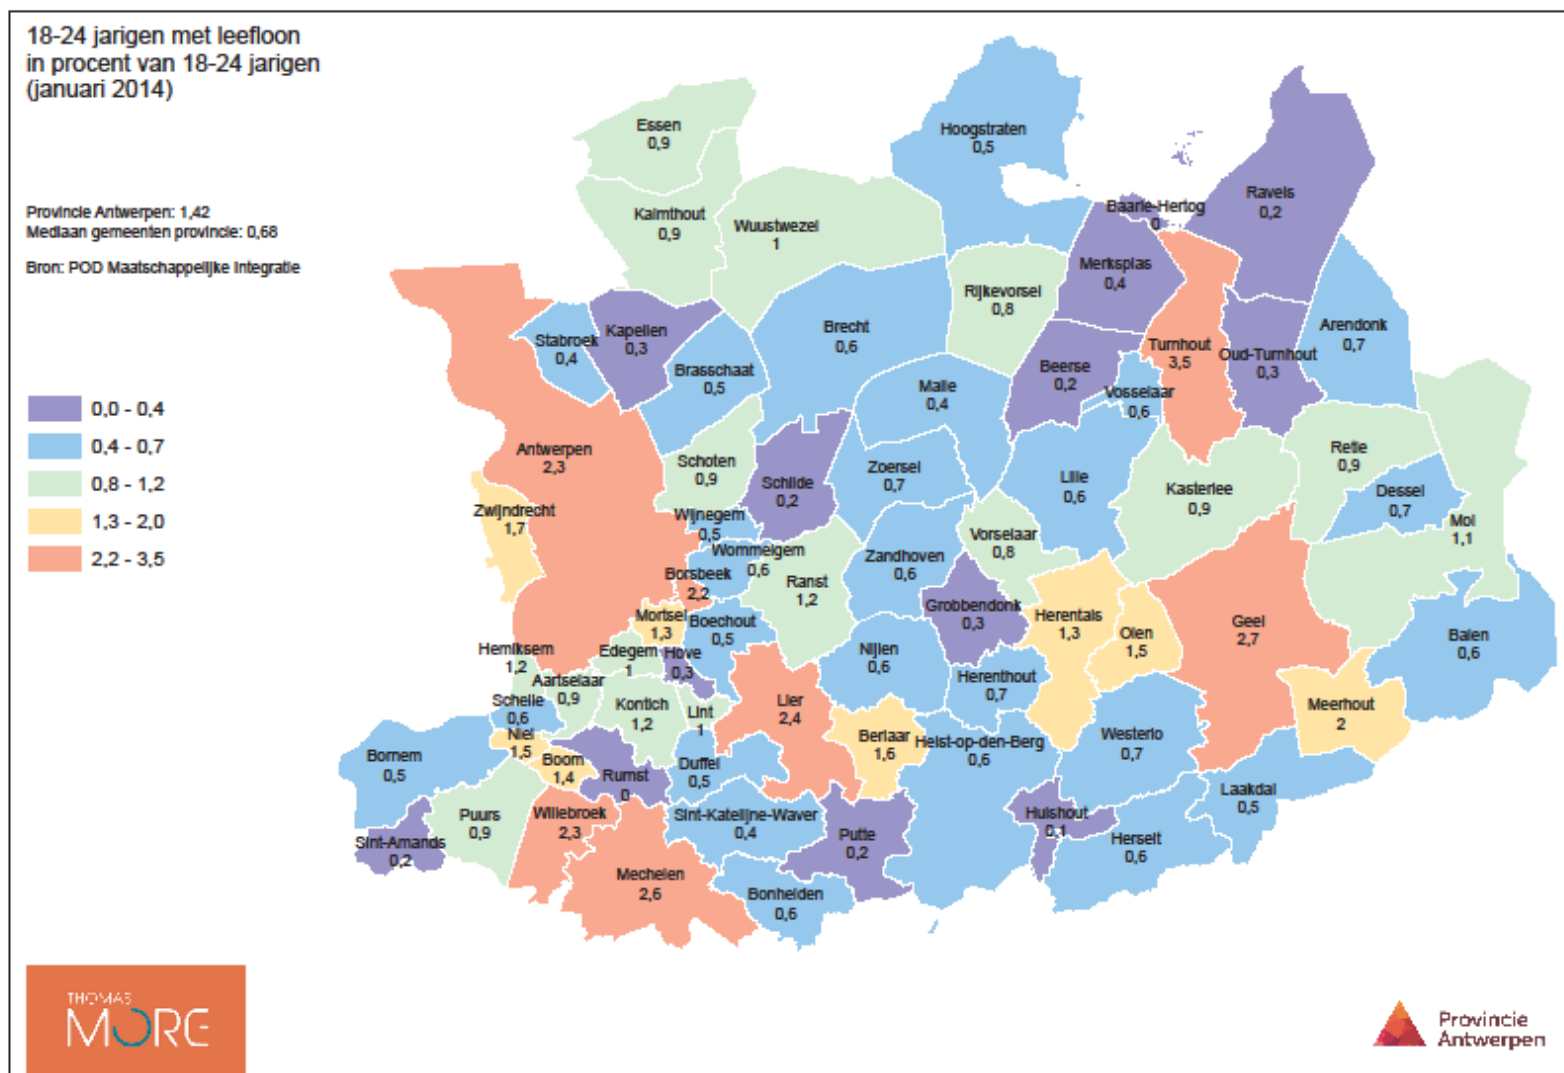 18-24 jarigen met leefloon
in procent van 18-24 jarigen
(januari 2014)
Provincie Antwerpen: 1,42
Mediaan gemeenten provincie: 0,68
Bron: POD Maatschappelijke Integratie
0,0 - 0,4
0,4 - 0,7
0,8 - 1,2
1,3 - 2,0
2,2 - 3,5
Essen
0,9
Hoogstraten
0,5
Kalmthout
0,9
Wuustwezel
1
Baarle-Hertog
0
Ravels
0,2
Merksplas
0,4
Rijkevorsel
0,8
Stabroek
0,4
Kapellen
0,3
Brecht
0,6
Brasschaat
0,5
Malle
0,4
Beerse
0,2
Vosselaar
0,6
Turnhout
3,5
Oud-Turnhout
0,3
Arendonk
0,7
Antwerpen
2,3
Schoten
0,9
Schilde
0,2
Zoersel
0,7
Lille
0,6
Kasterlee
0,9
Retie
0,9
Dessel
0,7
Mol
1,1
Zwijndrecht
1,7
Wijnegem
0,5
Wommelgem
0,6
Borsbeek
2,2
Ranst
1,2
Zandhoven
0,6
Vorselaar
0,8
Grobbendonk
0,3
Herentals
1,3
Olen
1,5
Geel
2,7
Balen
0,6
Mortsel
1,3
Boechout
0,5
Hemiksem
1,2
Edegem
1
Hove
0,3
Nijlen
0,6
Herenthout
0,7
Aartselaar
0,9
Schelle
0,6
Kontich
1,2
Lint
1
Lier
2,4
Meerhout
2
Niel
1,5
Berlaar
1,6
Heist-op-den-Berg
0,6
Westerlo
0,7
Bornem
0,5
Boom
1,4
Rumst
0
Duffel
0,5
Laakdal
0,5
Puurs
0,9
Willebroek
2,3
Sint-Katelijne-Waver
0,4
Putte
0,2
Hulshout
0,1
Herselt
0,6
Sint-Amands
0,2
Mechelen
2,6
Bonheiden
0,6
THOMAS
MORE
Provincie
Antwerpen